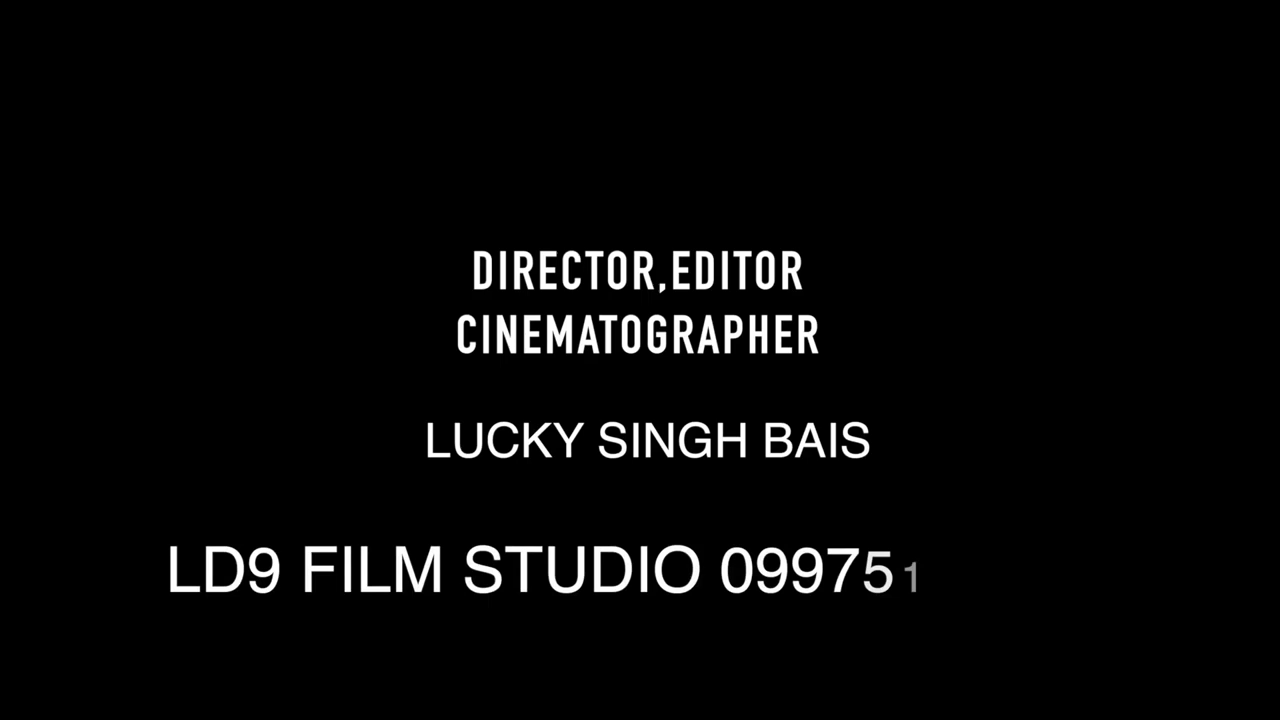 DIRECTOR,EDITOR
CINEMATOGRAPHER
LUCKY SINGH BAIS
LD9 FILM STUDIO 099751